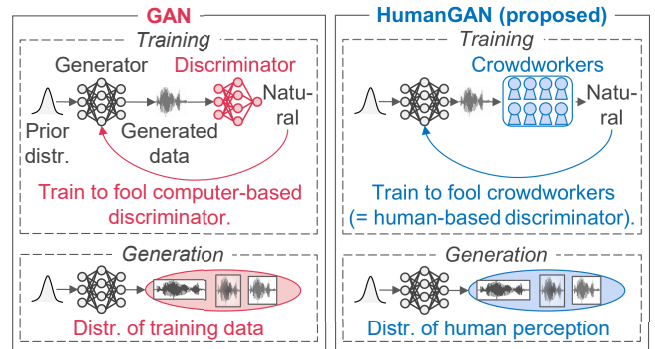 GAN
Training
Generator
Discriminator
Natu-
ral
Prior
distr.
Generated
data
Train to fool computer-based
discriminator.
Generation
Distr. of training data
HumanGAN (proposed)
Training
Crowdworkers
Natu-
ral
Train to fool crowdworkers
(= human-based discriminator).
Generation
Distr. of human perception